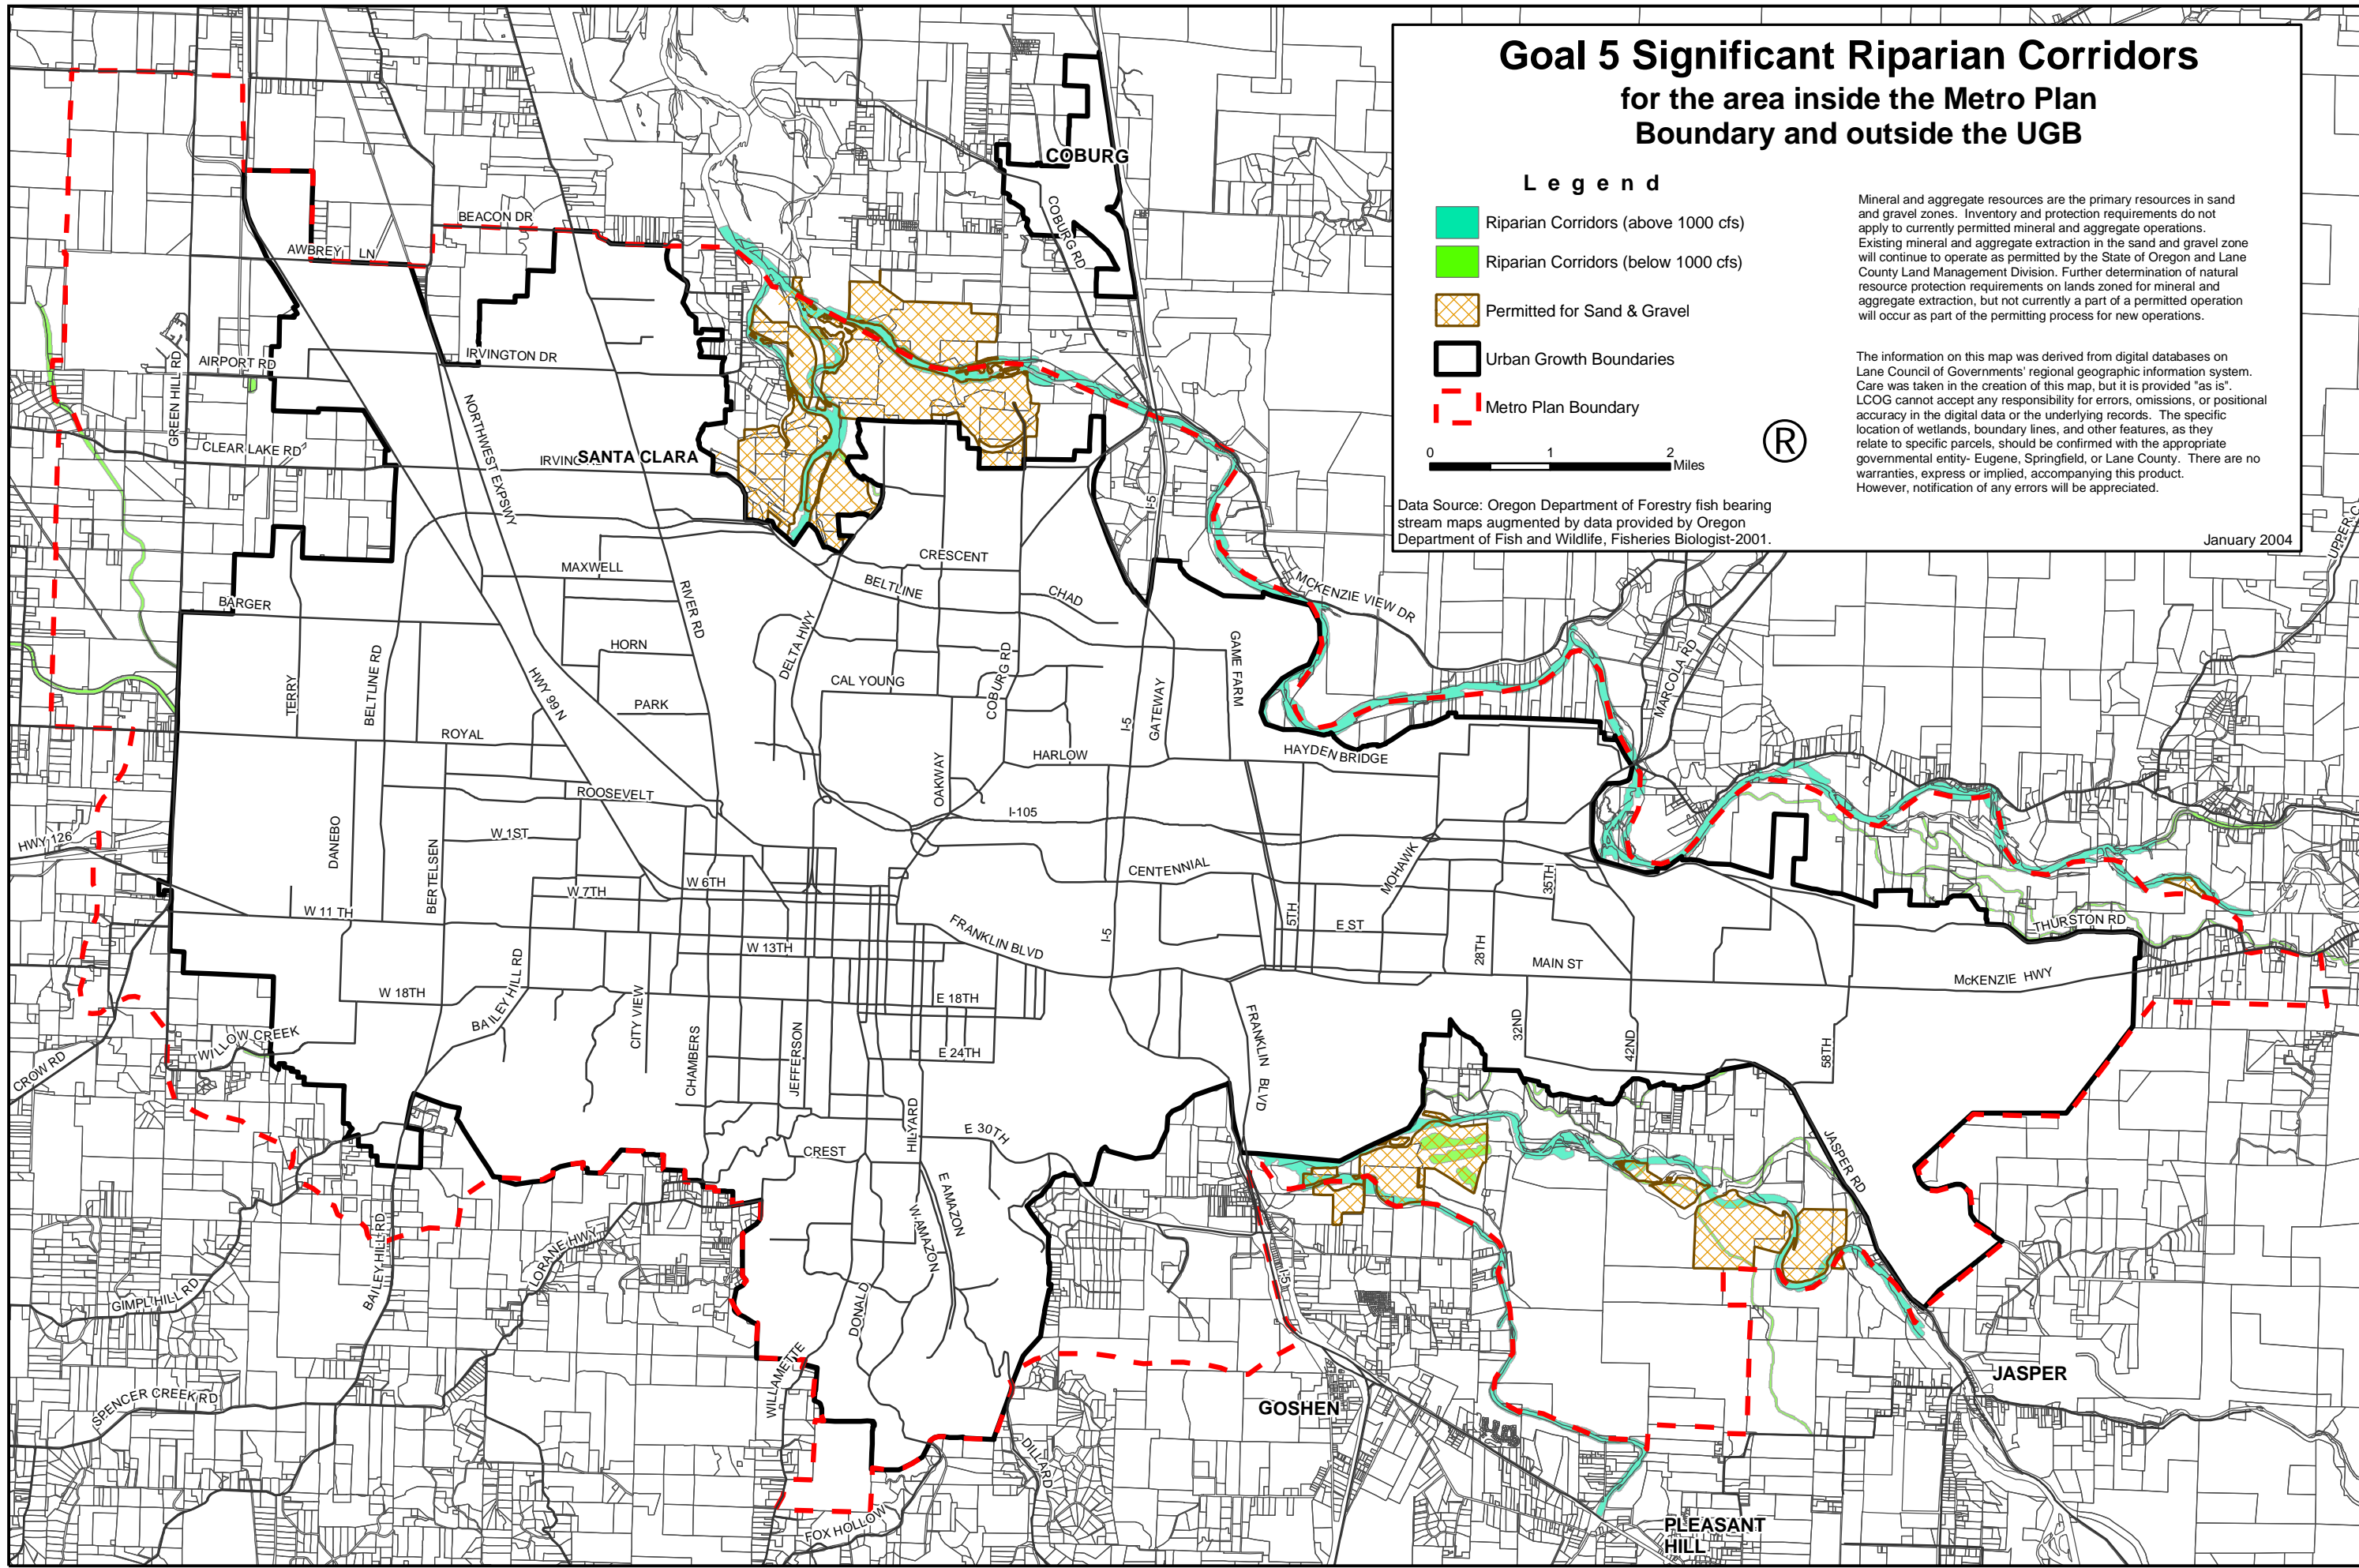 Goal 5 Significant Riparian Corridors
for the area inside the Metro Plan
Boundary and outside the UGB
Legend
Riparian Corridors (above 1000 cfs)
Riparian Corridors (below 1000 cfs)
Permitted for Sand & Gravel
Urban Growth Boundaries
Metro Plan Boundary
0 1 2
Miles
®
Data Source: Oregon Department of Forestry fish bearing
stream maps augmented by data provided by Oregon
Department of Fish and Wildlife, Fisheries Biologist-2001.
Mineral and aggregate resources are the primary resources in sand
and gravel zones. Inventory and protection requirements do not
apply to currently permitted mineral and aggregate operations.
Existing mineral and aggregate extraction in the sand and gravel zone
will continue to operate as permitted by the State of Oregon and Lane
County Land Management Division. Further determination of natural
resource protection requirements on lands zoned for mineral and
aggregate extraction, but not currently a part of a permitted operation
will occur as part of the permitting process for new operations.
The information on this map was derived from digital databases on
Lane Council of Governments' regional geographic information system.
Care was taken in the creation of this map, but it is provided "as is".
LCOG cannot accept any responsibility for errors, omissions, or positional
accuracy in the digital data or the underlying records. The specific
location of wetlands, boundary lines, and other features, as they
relate to specific parcels, should be confirmed with the appropriate
governmental entity- Eugene, Springfield, or Lane County. There are no
warranties, express or implied, accompanying this product.
However, notification of any errors will be appreciated.
January 2004
COBURG
COBURG RD
BEACON DR
AWBREY LN
GREEN HILL RD
AIRPORT RD
IRVINGTON DR
NORTHWEST EXPSWY
CLEAR LAKE RD
SANTA CLARA
I-5
CRESCENT
MAXWELL
BELTLINE
CHAD
BARGER
RIVER RD
MCKENZIE VIEW DR
HORN
DELTA HWY
GAME FARM
TERRY
BELTLINE RD
HWY 99 N
CAL YOUNG
COBURG RD
MARCOLA RD
PARK
GATEWAY
I-5
ROYAL
HARLOW
HAYDEN BRIDGE
OAKWAY
ROOSEVELT
I-105
HWY 126
DANEBO
W 1ST
BERTELSEN
CENTENNIAL
MOHAWK
35TH
W 6TH
W 7TH
W 11 TH
5TH
E ST
THURSTON RD
FRANKLIN BLVD
I-5
W 13TH
28TH
MAIN ST
McKENZIE HWY
W 18TH
BAILEY HILL RD
CITY VIEW
E 18TH
FRANKLIN BLVD
32ND
42ND
58TH
WILLOW CREEK
CROW RD
CHAMBERS
JEFFERSON
E 24TH
HILYARD
E 30TH
CREST
JASPER RD
E AMAZON
W AMAZON
BAILEY HILL RD
LORANE HWY
I-5
GIMPL HILL RD
DONALD
WILLAMETTE
SPENCER CREEK RD
JASPER
GOSHEN
DILLARD
FOX HOLLOW
PLEASANT
HILL